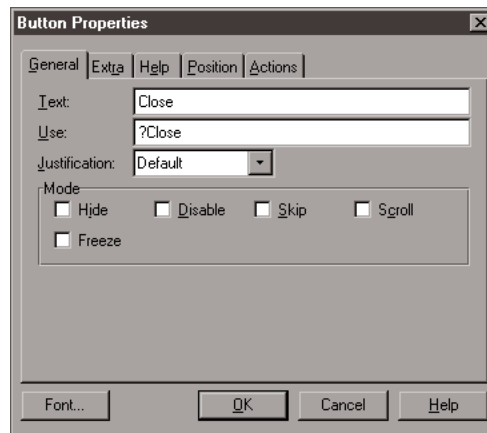 Button Properties
General Extra Help Position Actions
Text: Close
Use: ?Close
Justification: Default
Mode
Hide Disable Skip Scroll
Freeze
Font... OK Cancel Help